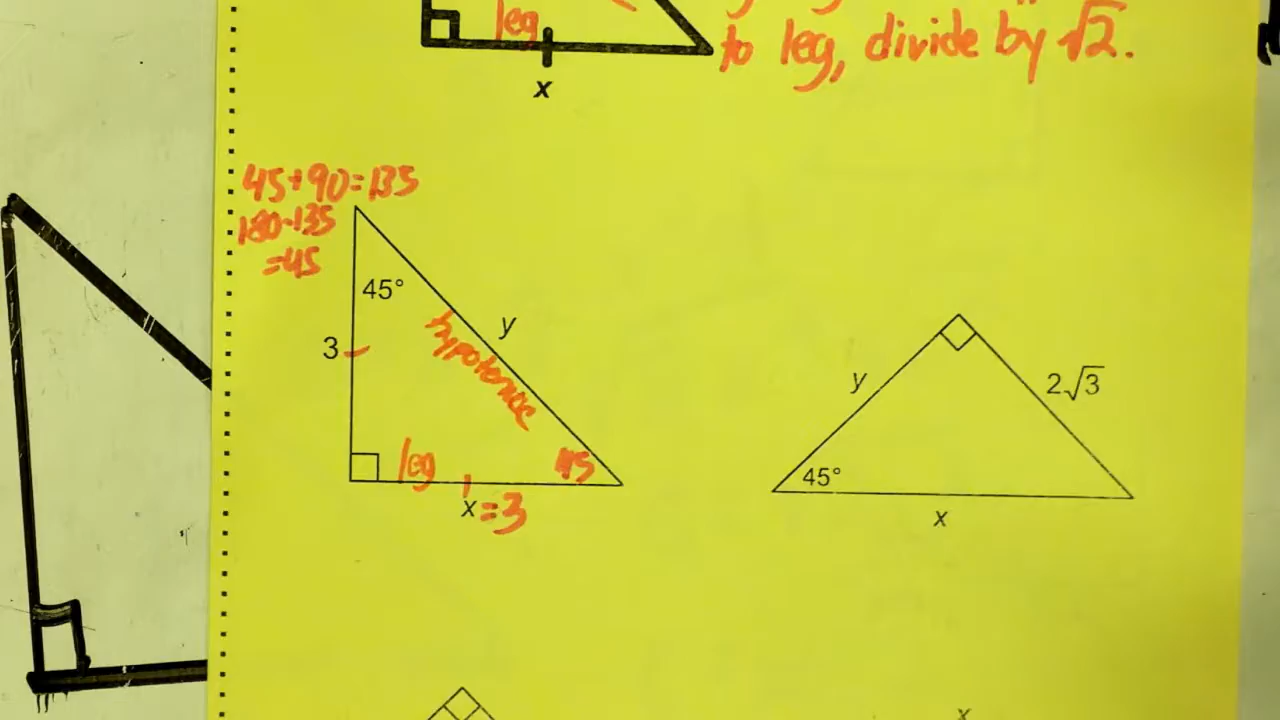 leg
to leg, divide by √2.
x
45+90=135
180-135
=45
45°
3
hypotenuse
y
leg
45
x=3
y
2√3
45°
x
x